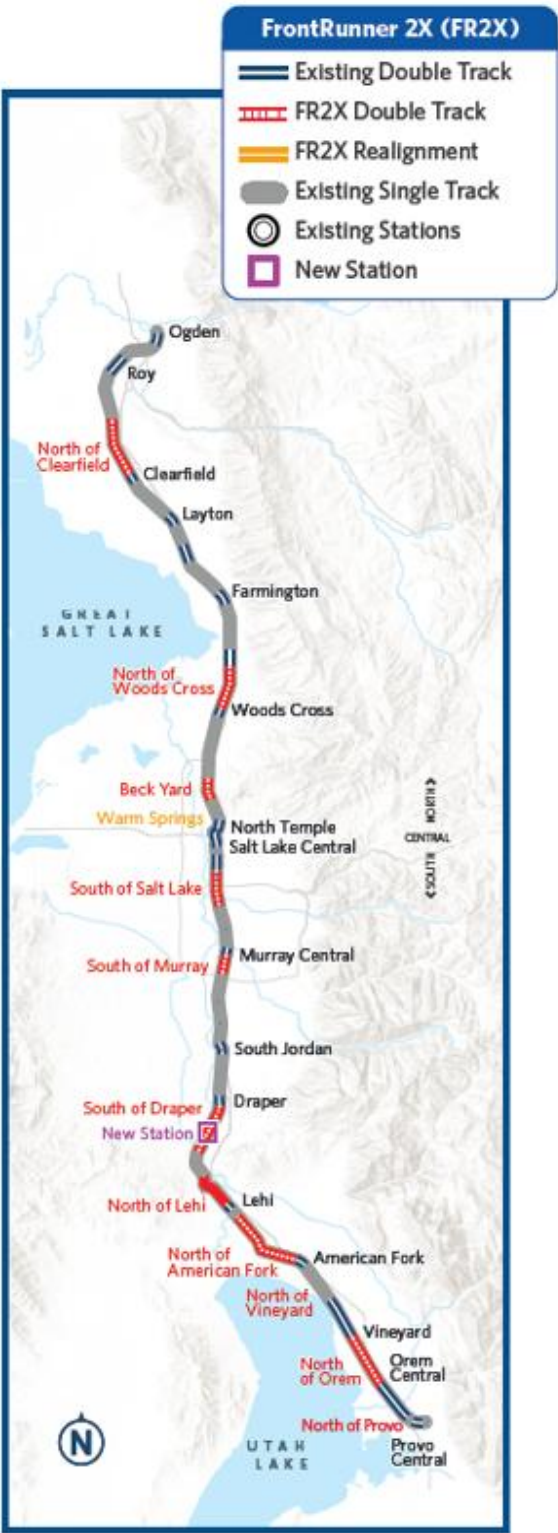 FrontRunner 2X (FR2X)
Existing Double Track
FR2X Double Track
FR2X Realignment
Existing Single Track
Existing Stations
New Station
Ogden
Roy
North of
Clearfield
Clearfield
Layton
Farmington
GREAT
SALT LAKE
North of
Woods Cross
Woods Cross
Beck Yard
Warm Springs
North Temple
Salt Lake Central
NORTH
CENTRAL
SOUTH
South of Salt Lake
Murray Central
South of Murray
South Jordan
Draper
South of Draper
New Station
Lehi
North of Lehi
North of
American Fork
American Fork
North of
Vineyard
Vineyard
Orem
Central
North
of Orem
North of Provo
Provo
Central
UTAH
LAKE
N